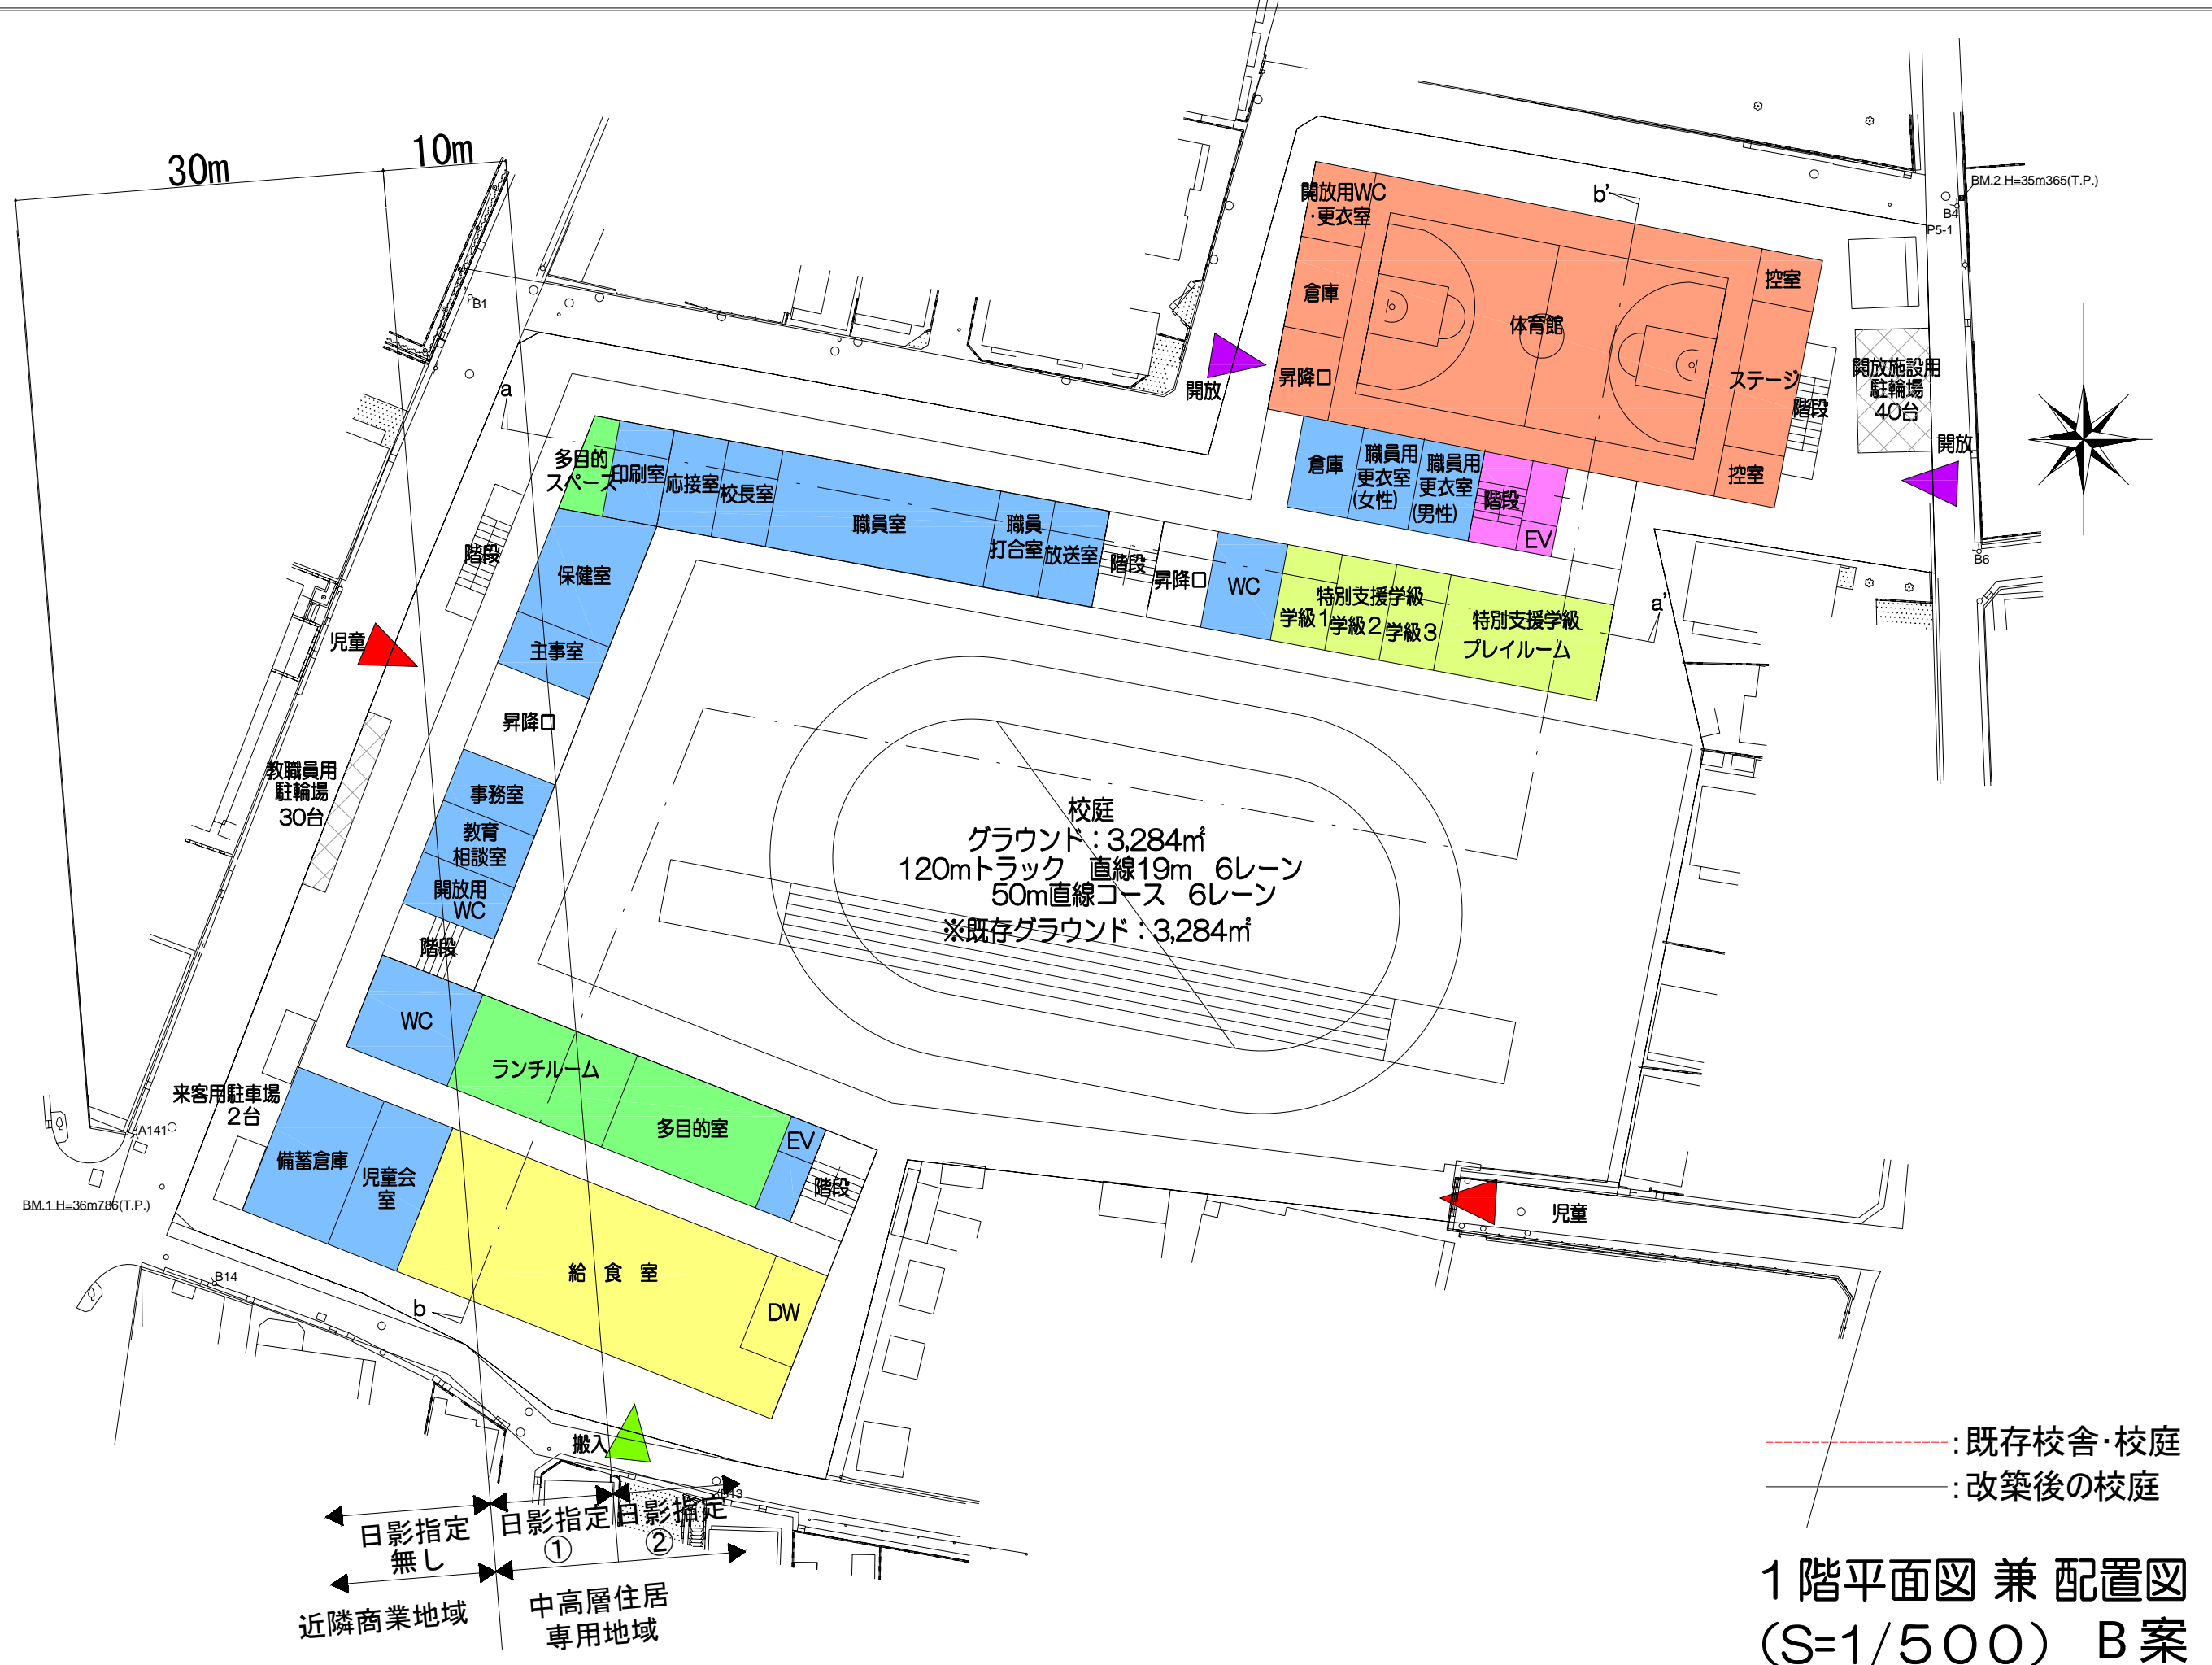 30m
10m
BM.2 H=35m365(T.P.)
B4
P5-1
B1
a
b'
開放用WC
・更衣室
控室
倉庫
体育館
昇降口
ステージ
階段
控室
開放
開放施設用
駐輪場
40台
開放
B6
多目的
スペース
印刷室
応接室
校長室
職員室
職員
打合室
放送室
階段
昇降口
WC
倉庫
職員用
更衣室
(女性)
職員用
更衣室
(男性)
階段
EV
特別支援学級
学級1
学級2
学級3
特別支援学級
プレイルーム
a'
階段
保健室
主事室
児童
昇降口
教職員用
駐輪場
30台
事務室
教育
相談室
開放用
WC
階段
校庭
グラウンド：3,284㎡
120mトラック 直線19m 6レーン
50m直線コース 6レーン
※既存グラウンド：3,284㎡
WC
ランチルーム
多目的室
EV
階段
来客用駐車場
2台
A141
備蓄倉庫
児童会
室
BM.1 H=36m786(T.P.)
児童
給 食 室
DW
B14
b
搬入
B13
日影指定
無し
日影指定
①
日影指定
②
近隣商業地域
中高層住居
専用地域
：既存校舎・校庭
：改築後の校庭
1階平面図 兼 配置図
(S=1/500) B案